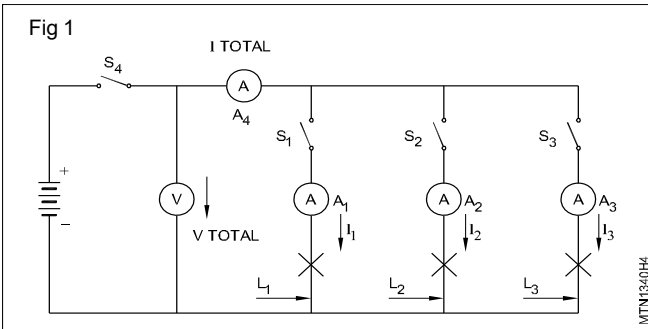 Fig 1
I TOTAL
S4
A
A4
S1
S2
S3
+
–
V
V TOTAL
A
A1
I1
A
A2
I2
A
A3
I3
L1
L2
L3
MTN1340H4